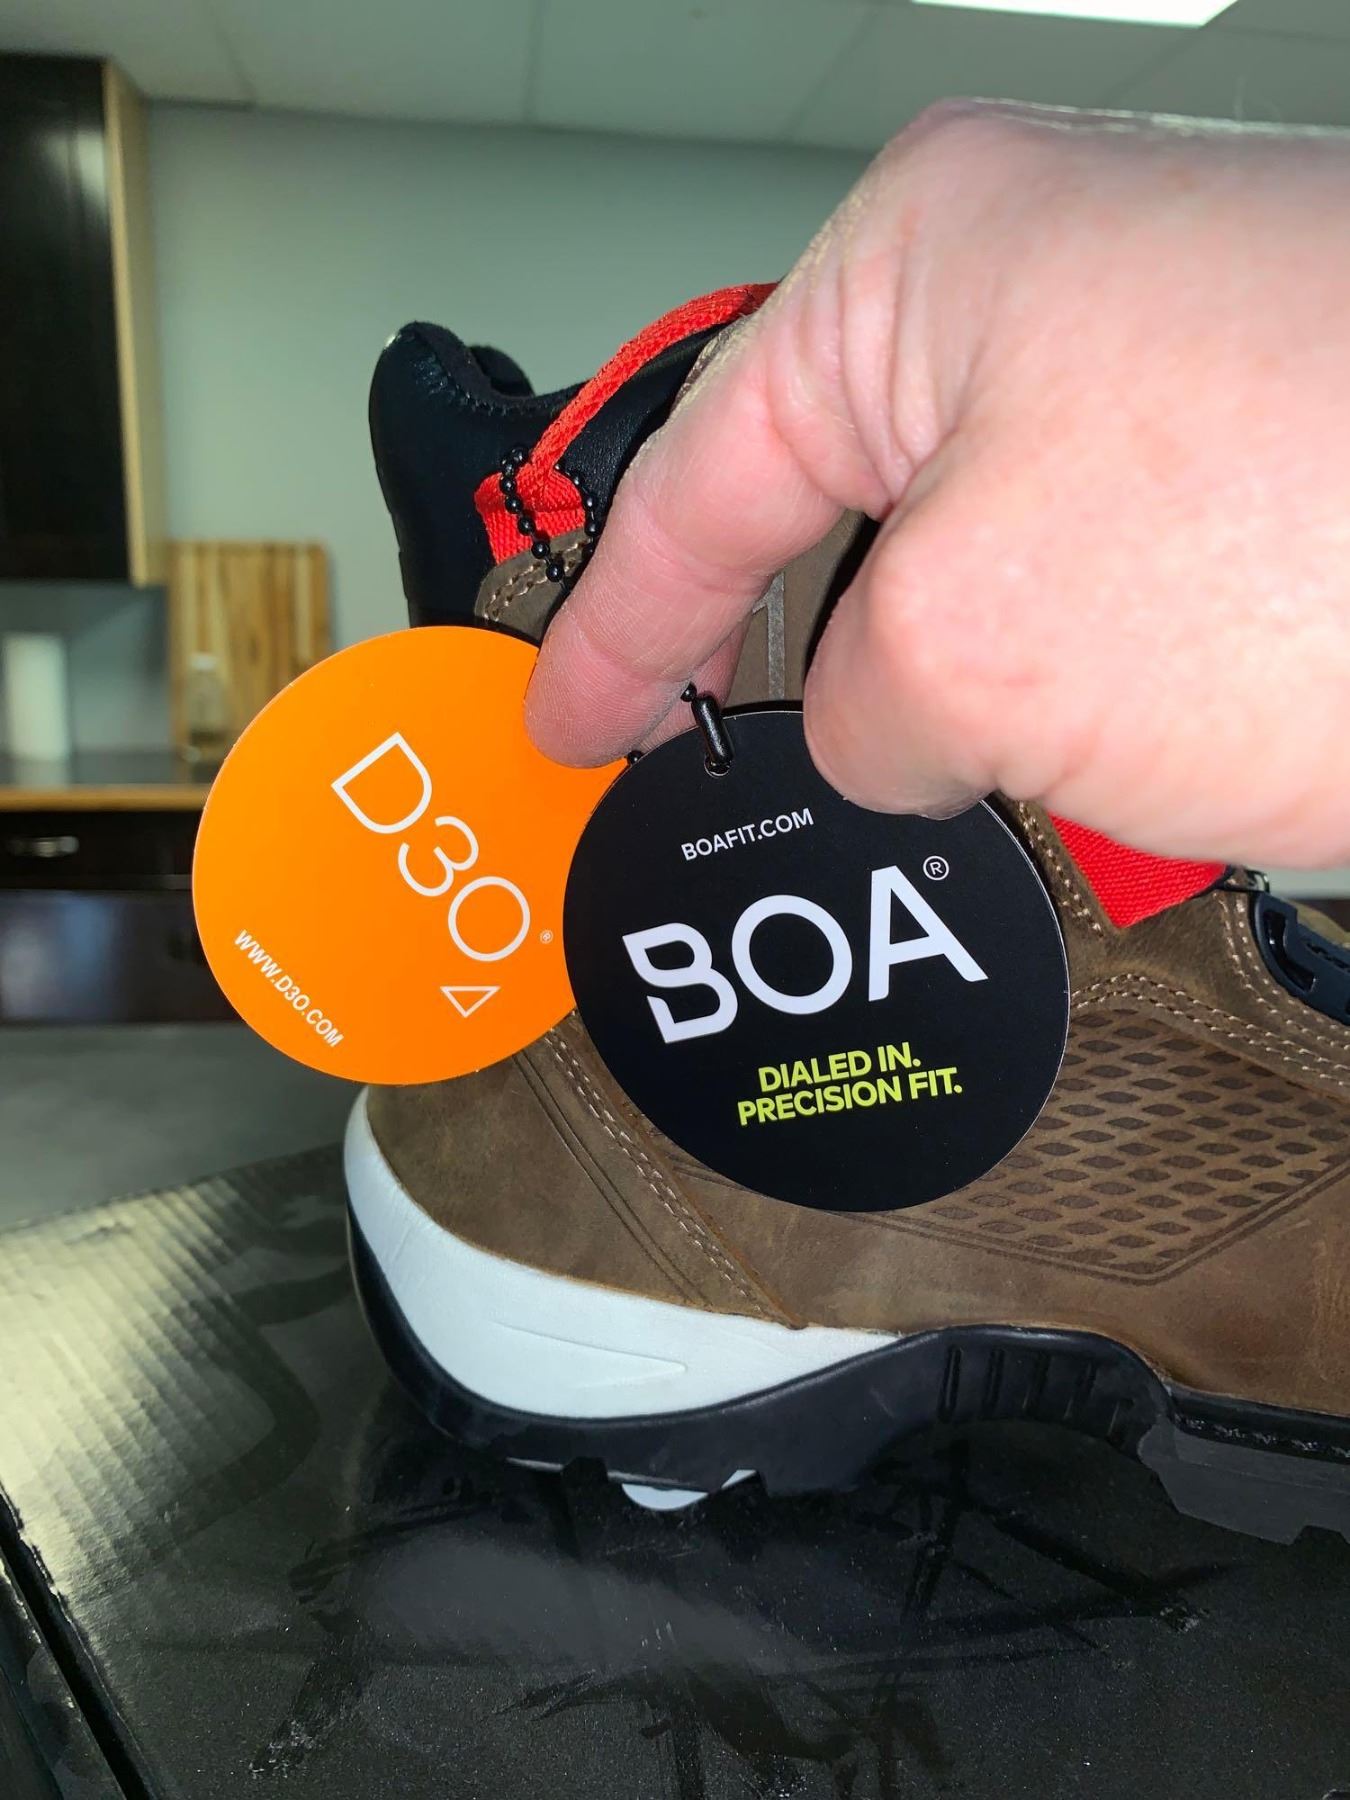 D3O®
WWW.D3O.COM
BOAFIT.COM
BOA®
DIALED IN.
PRECISION FIT.